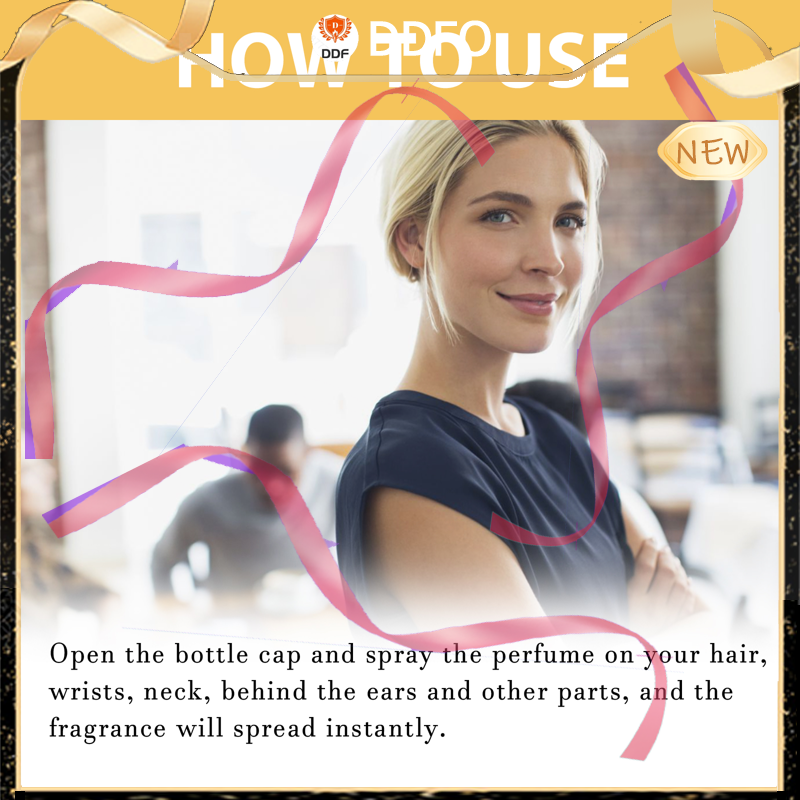 DDFO
DDF
HOW TO USE
NEW
Open the bottle cap and spray the perfume on your hair,
wrists, neck, behind the ears and other parts, and the
fragrance will spread instantly.